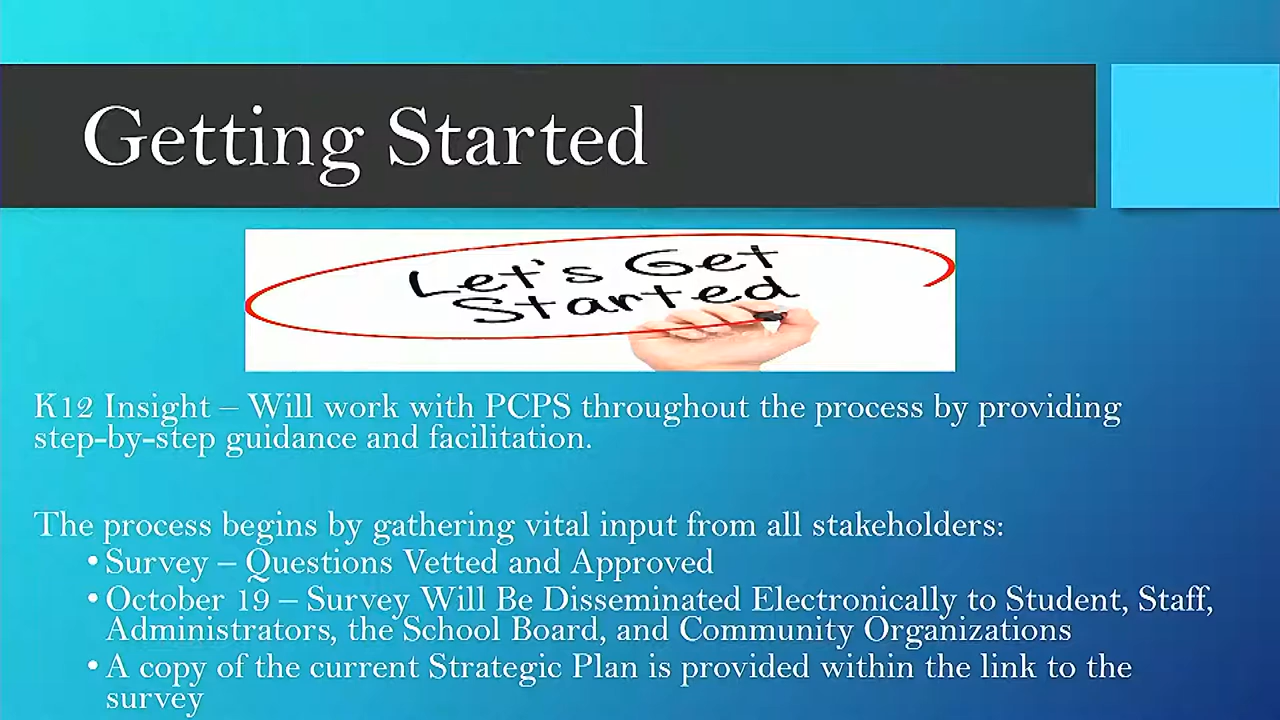 Getting Started
Let's Get
Started
K12 Insight – Will work with PCPS throughout the process by providing
step-by-step guidance and facilitation.
The process begins by gathering vital input from all stakeholders:
•Survey – Questions Vetted and Approved
•October 19 – Survey Will Be Disseminated Electronically to Student, Staff,
Administrators, the School Board, and Community Organizations
•A copy of the current Strategic Plan is provided within the link to the
survey